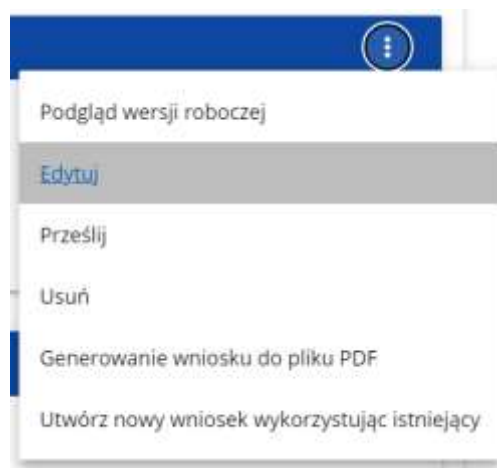 Podgląd wersji roboczej
Edytuj
Prześlij
Usuń
Generowanie wniosku do pliku PDF
Utwórz nowy wniosek wykorzystując istniejący